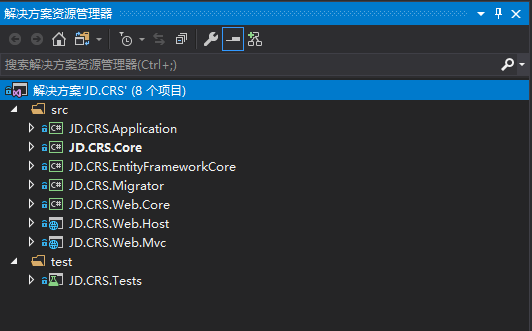 解决方案资源管理器
搜索解决方案资源管理器(Ctrl+;)
解决方案'JD.CRS' (8 个项目)
src
C# JD.CRS.Application
C# JD.CRS.Core
C# JD.CRS.EntityFrameworkCore
C# JD.CRS.Migrator
C# JD.CRS.Web.Core
JD.CRS.Web.Host
JD.CRS.Web.Mvc
test
JD.CRS.Tests